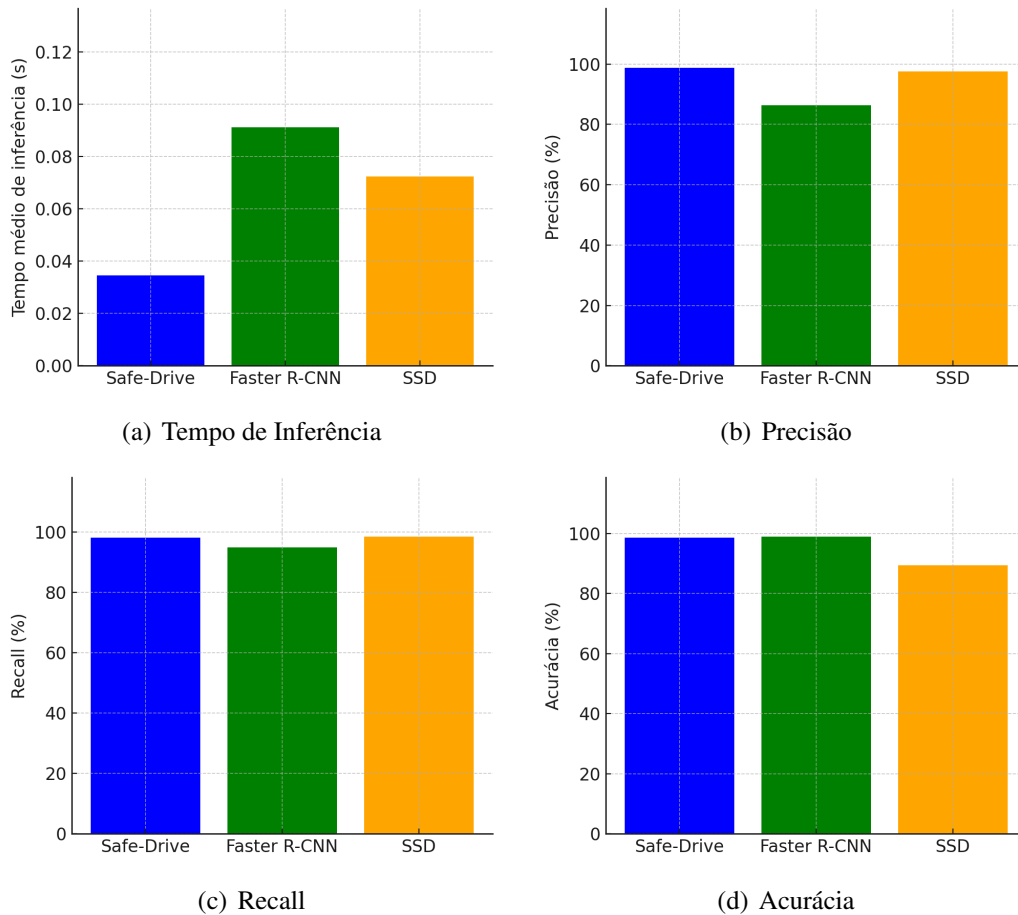 Tempo médio de inferência (s)
0.12
0.10
0.08
0.06
0.04
0.02
0.00
Safe-Drive Faster R-CNN SSD
(a) Tempo de Inferência
Precisão (%)
100
80
60
40
20
0
Safe-Drive Faster R-CNN SSD
(b) Precisão
Recall (%)
100
80
60
40
20
0
Safe-Drive Faster R-CNN SSD
(c) Recall
Acurácia (%)
100
80
60
40
20
0
Safe-Drive Faster R-CNN SSD
(d) Acurácia